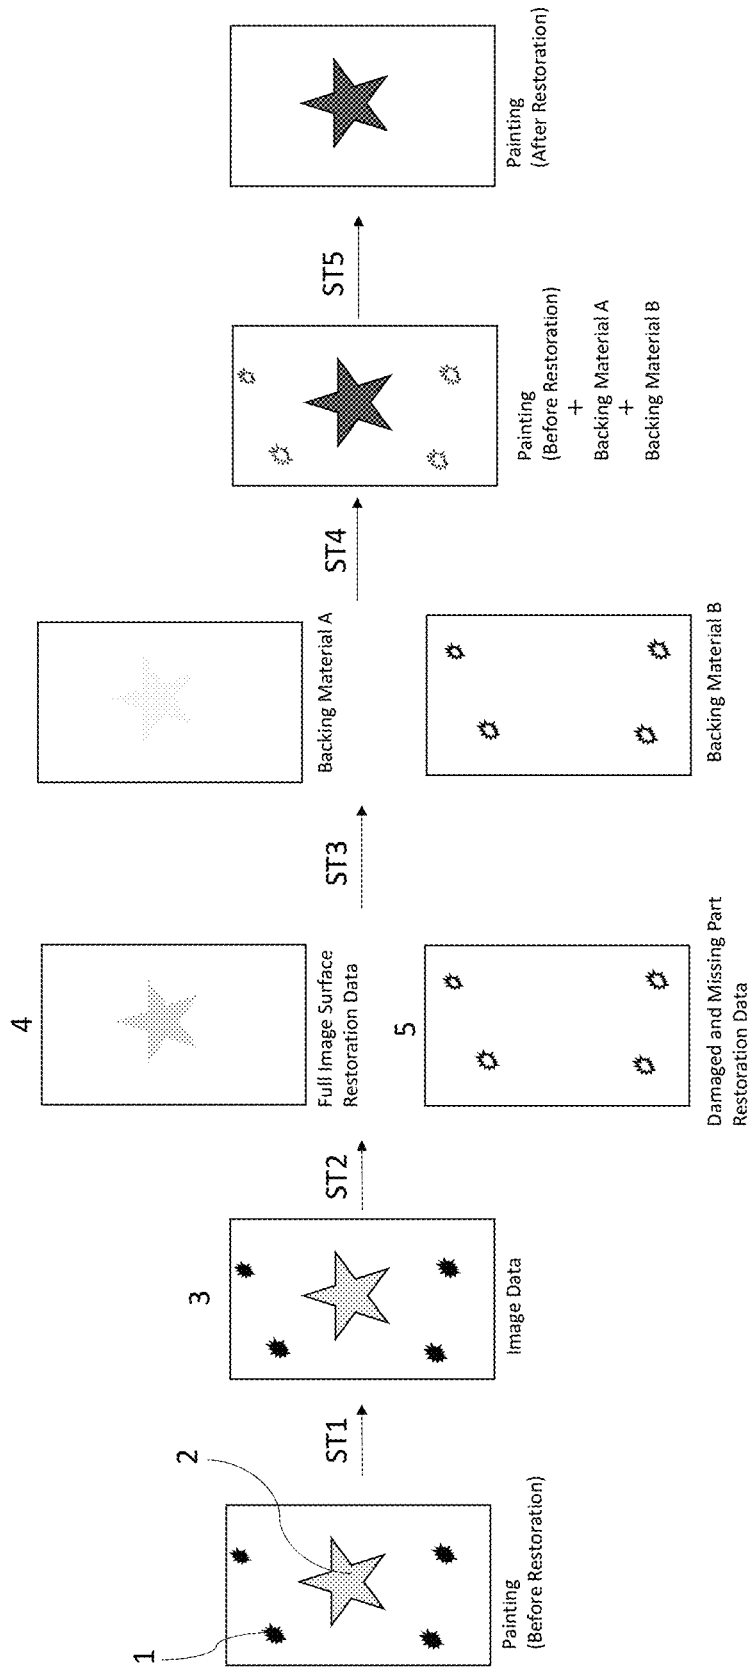 1
2
Painting
(Before Restoration)
ST1
3
Image Data
ST2
4
Full Image Surface
Restoration Data
5
Damaged and Missing Part
Restoration Data
ST3
Backing Material A
Backing Material B
ST4
Painting
(Before Restoration)
+
Backing Material A
+
Backing Material B
ST5
Painting
(After Restoration)